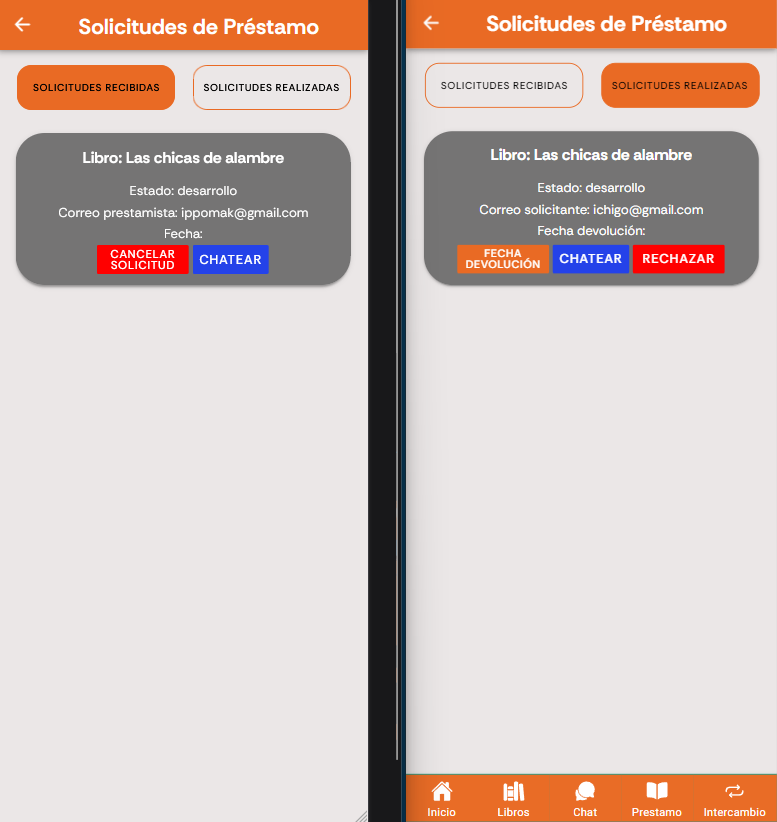 Solicitudes de Préstamo
SOLICITUDES RECIBIDAS
SOLICITUDES REALIZADAS
Libro: Las chicas de alambre
Estado: desarrollo
Correo prestamista: ippomak@gmail.com
Fecha:
CANCELAR
SOLICITUD
CHATEAR
Solicitudes de Préstamo
SOLICITUDES RECIBIDAS
SOLICITUDES REALIZADAS
Libro: Las chicas de alambre
Estado: desarrollo
Correo solicitante: ichigo@gmail.com
Fecha devolución:
FECHA
DEVOLUCIÓN
CHATEAR
RECHAZAR
Inicio
Libros
Chat
Prestamo
Intercambio